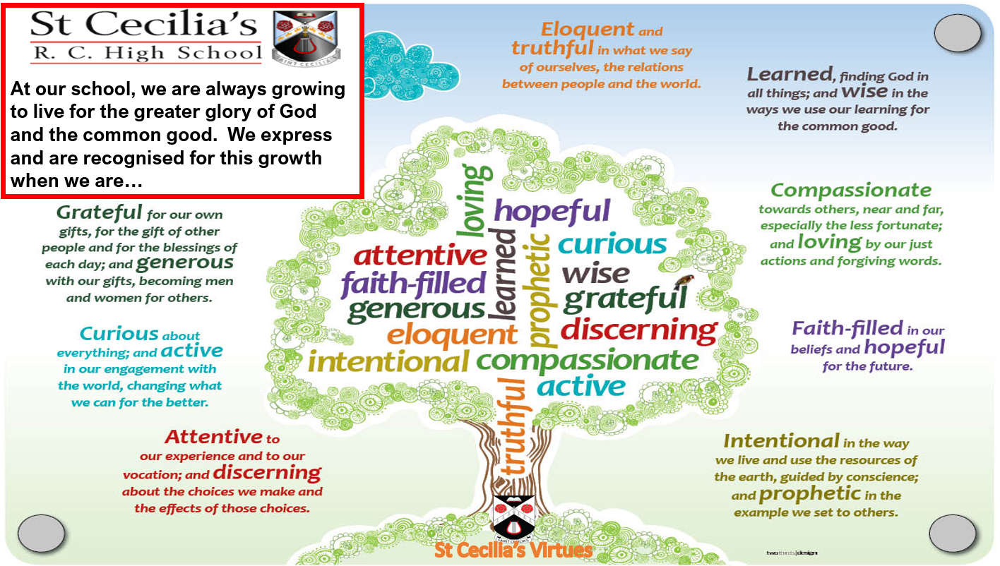 St Cecilia's
R. C. High School
SAINT CECILIA'S
At our school, we are always growing
to live for the greater glory of God
and the common good.  We express
and are recognised for this growth
when we are…
Eloquent and
truthful in what we say
of ourselves, the relations
between people and the world.
Learned, finding God in
all things; and wise in the
ways we use our learning for
the common good.
Grateful for our own
gifts, for the gift of other
people and for the blessings of
each day; and generous
with our gifts, becoming men
and women for others.
Compassionate
towards others, near and far,
especially the less fortunate;
and loving by our just
actions and forgiving words.
Curious about
everything; and active
in our engagement with
the world, changing what
we can for the better.
Faith-filled in our
beliefs and hopeful
for the future.
Attentive to
our experience and to our
vocation; and discerning
about the choices we make and
the effects of those choices.
Intentional in the way
we live and use the resources of
the earth, guided by conscience;
and prophetic in the
example we set to others.
loving
hopeful
attentive
learned
prophetic
curious
faith-filled
wise
generous
grateful
eloquent
discerning
intentional
compassionate
truthful
active
SAINT CECILIA'S
St Cecilia's Virtues
twothirds|design